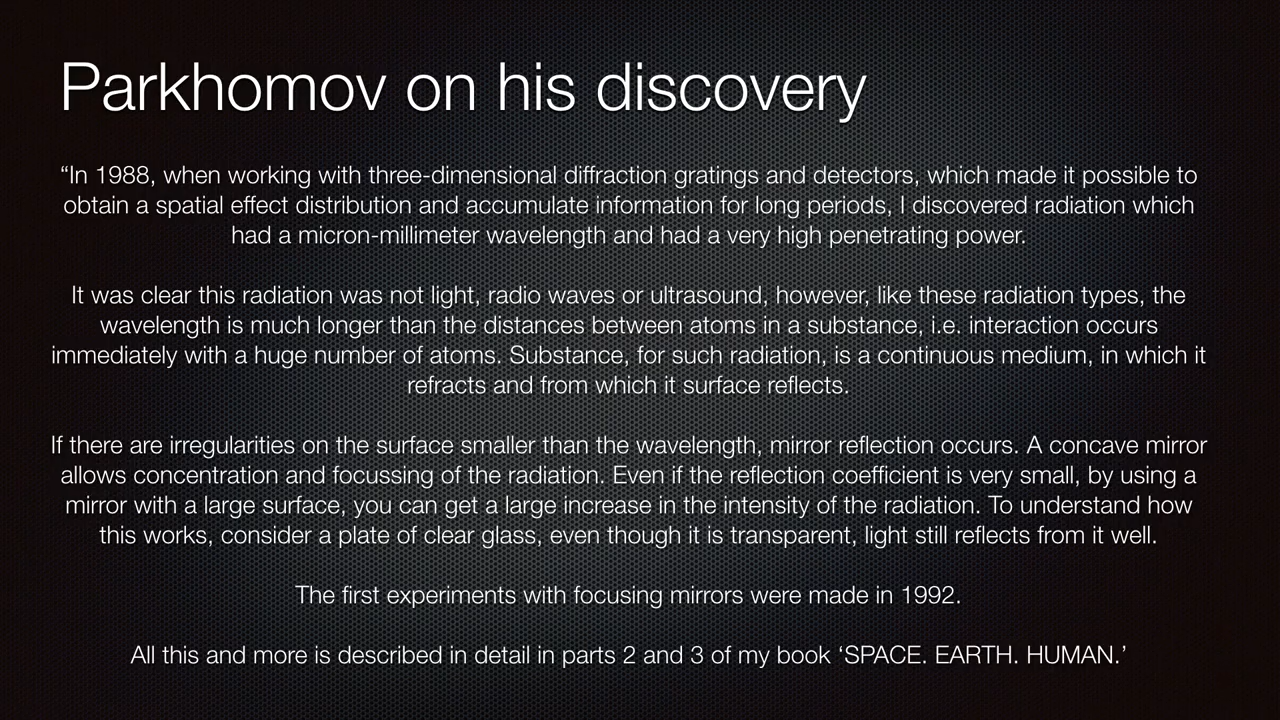 Parkhomov on his discovery
“In 1988, when working with three-dimensional diffraction gratings and detectors, which made it possible to
obtain a spatial effect distribution and accumulate information for long periods, I discovered radiation which
had a micron-millimeter wavelength and had a very high penetrating power.
It was clear this radiation was not light, radio waves or ultrasound, however, like these radiation types, the
wavelength is much longer than the distances between atoms in a substance, i.e. interaction occurs
immediately with a huge number of atoms. Substance, for such radiation, is a continuous medium, in which it
refracts and from which it surface reflects.
If there are irregularities on the surface smaller than the wavelength, mirror reflection occurs. A concave mirror
allows concentration and focussing of the radiation. Even if the reflection coefficient is very small, by using a
mirror with a large surface, you can get a large increase in the intensity of the radiation. To understand how
this works, consider a plate of clear glass, even though it is transparent, light still reflects from it well.
The first experiments with focusing mirrors were made in 1992.
All this and more is described in detail in parts 2 and 3 of my book ‘SPACE. EARTH. HUMAN.’